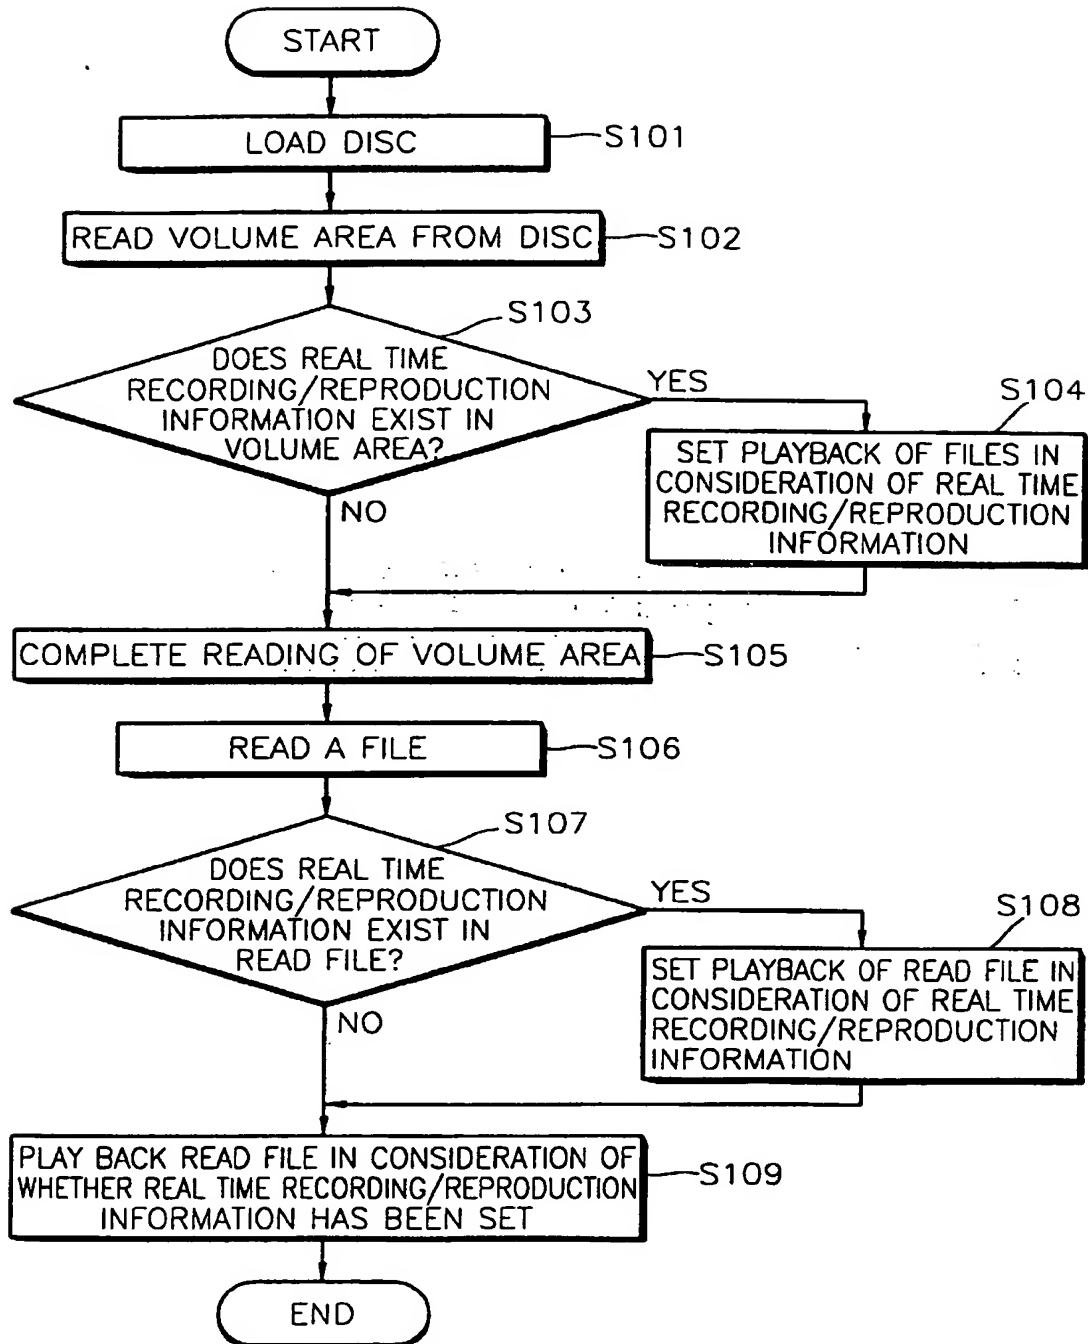 START
LOAD DISC
S101
READ VOLUME AREA FROM DISC
S102
S103
DOES REAL TIME
RECORDING/REPRODUCTION
INFORMATION EXIST IN
VOLUME AREA?
YES
S104
SET PLAYBACK OF FILES IN
CONSIDERATION OF REAL TIME
RECORDING/REPRODUCTION
INFORMATION
NO
COMPLETE READING OF VOLUME AREA
S105
READ A FILE
S106
S107
DOES REAL TIME
RECORDING/REPRODUCTION
INFORMATION EXIST IN
READ FILE?
YES
S108
SET PLAYBACK OF READ FILE IN
CONSIDERATION OF REAL TIME
RECORDING/REPRODUCTION
INFORMATION
NO
PLAY BACK READ FILE IN CONSIDERATION OF
WHETHER REAL TIME RECORDING/REPRODUCTION
INFORMATION HAS BEEN SET
S109
END